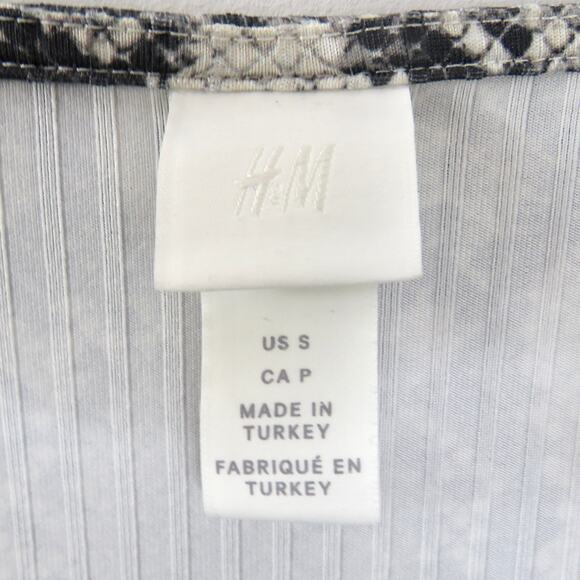 H&M
US S
CA P
MADE IN
TURKEY
FABRIQUÉ EN
TURKEY